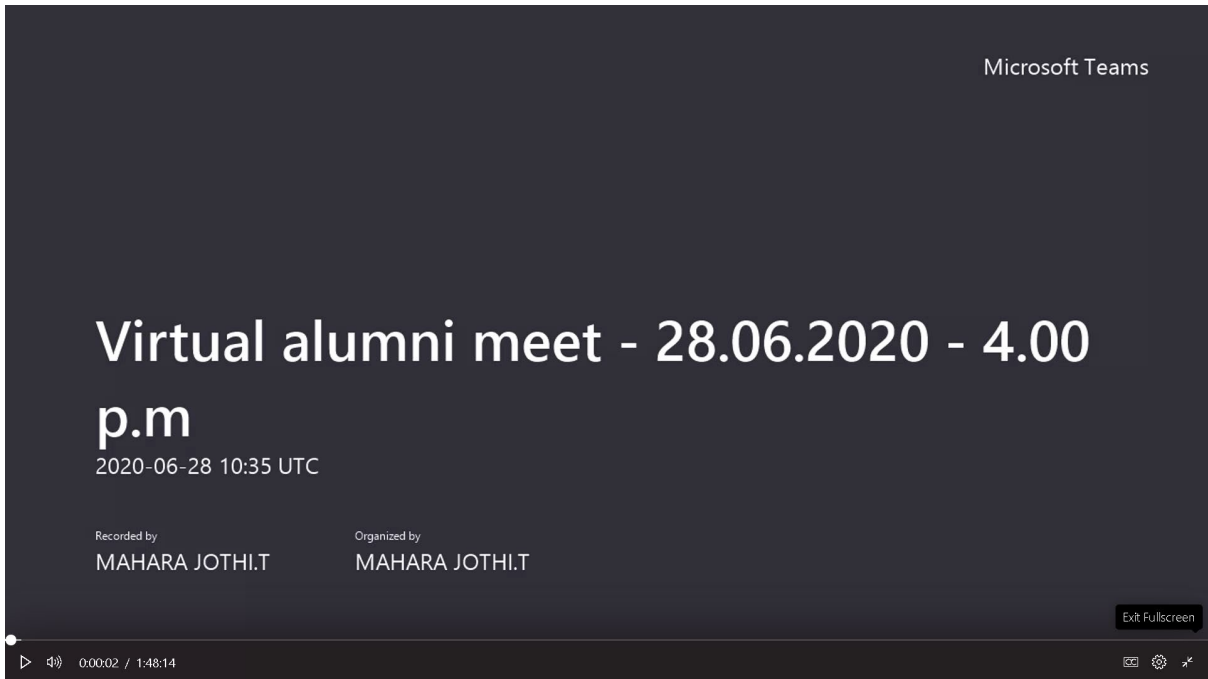 Microsoft Teams
Virtual alumni meet - 28.06.2020 - 4.00
p.m
2020-06-28 10:35 UTC
Recorded by
Organized by
MAHARA JOTHI.T
MAHARA JOTHI.T
Exit Fullscreen
0:00:02 / 1:48:14
CC